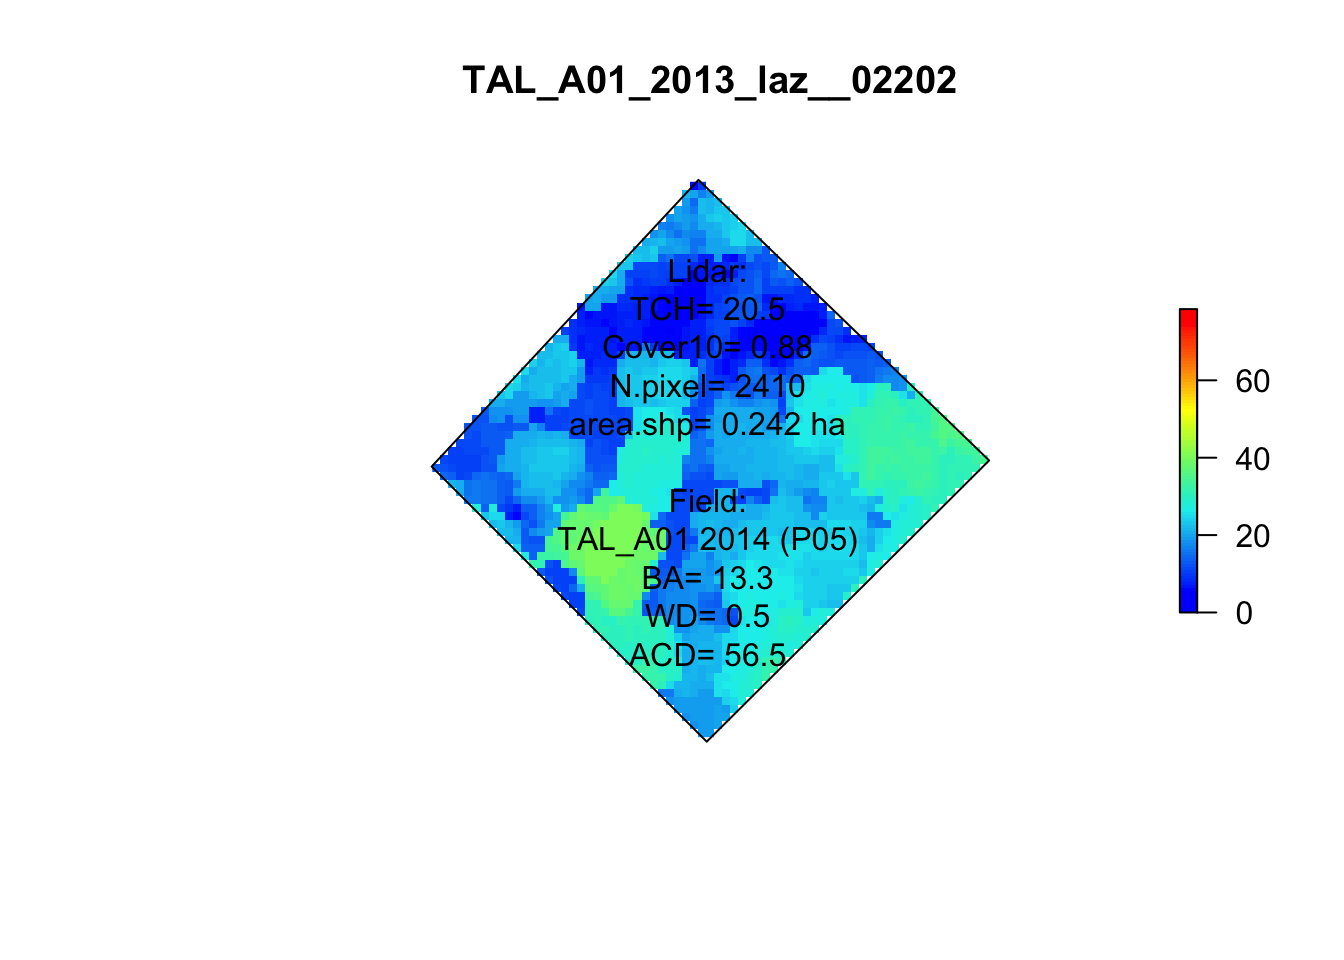 TAL_A01_2013_laz__02202
Lidar:
TCH= 20.5
Cover10= 0.88
N.pixel= 2410
area.shp= 0.242 ha
Field:
TAL_A01 2014 (P05)
BA= 13.3
WD= 0.5
ACD= 56.5
60
40
20
0